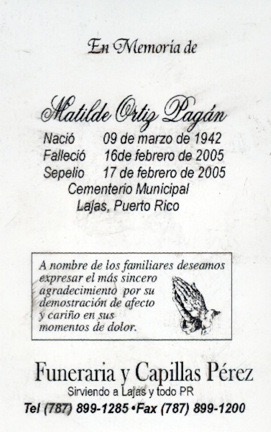 En Memoria de
Matilde Ortiz Pagán
Nació 09 de marzo de 1942
Falleció 16de febrero de 2005
Sepelio 17 de febrero de 2005
Cementerio Municipal
Lajas, Puerto Rico
A nombre de los familiares deseamos
expresar el más sincero
agradecimiento por su
demostración de afecto
y cariño en sus
momentos de dolor.
Funeraria y Capillas Pérez
Sirviendo a Lajas y todo PR
Tel (787) 899-1285•Fax (787) 899-1200